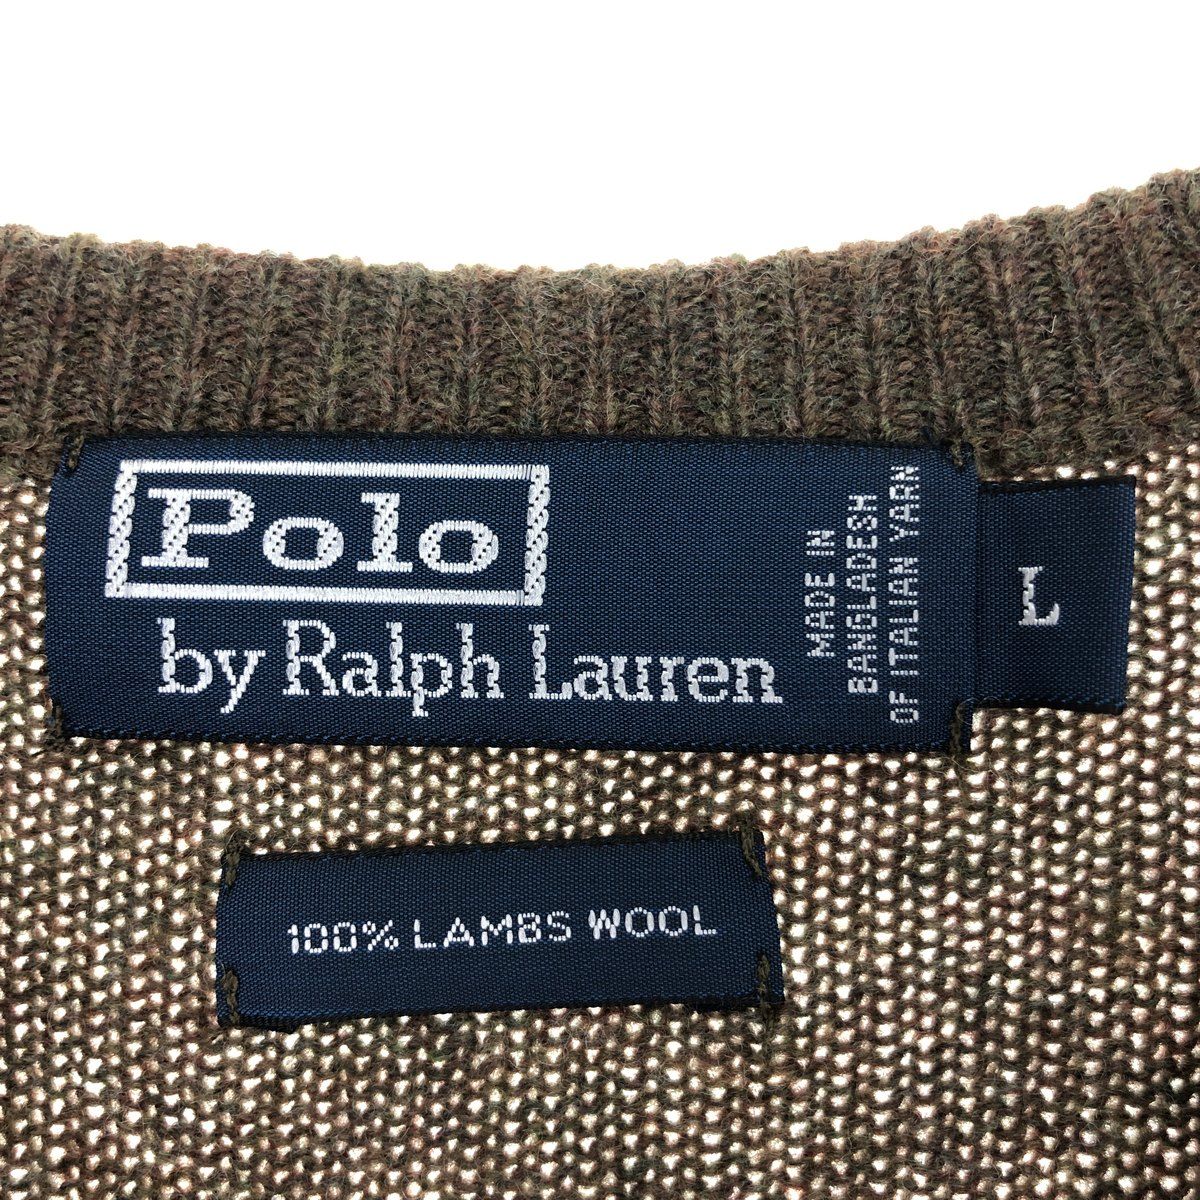 Polo
by Ralph Lauren
MADE IN
BANGLADESH
OF ITALIAN YARN
L
100% LAMBS WOOL